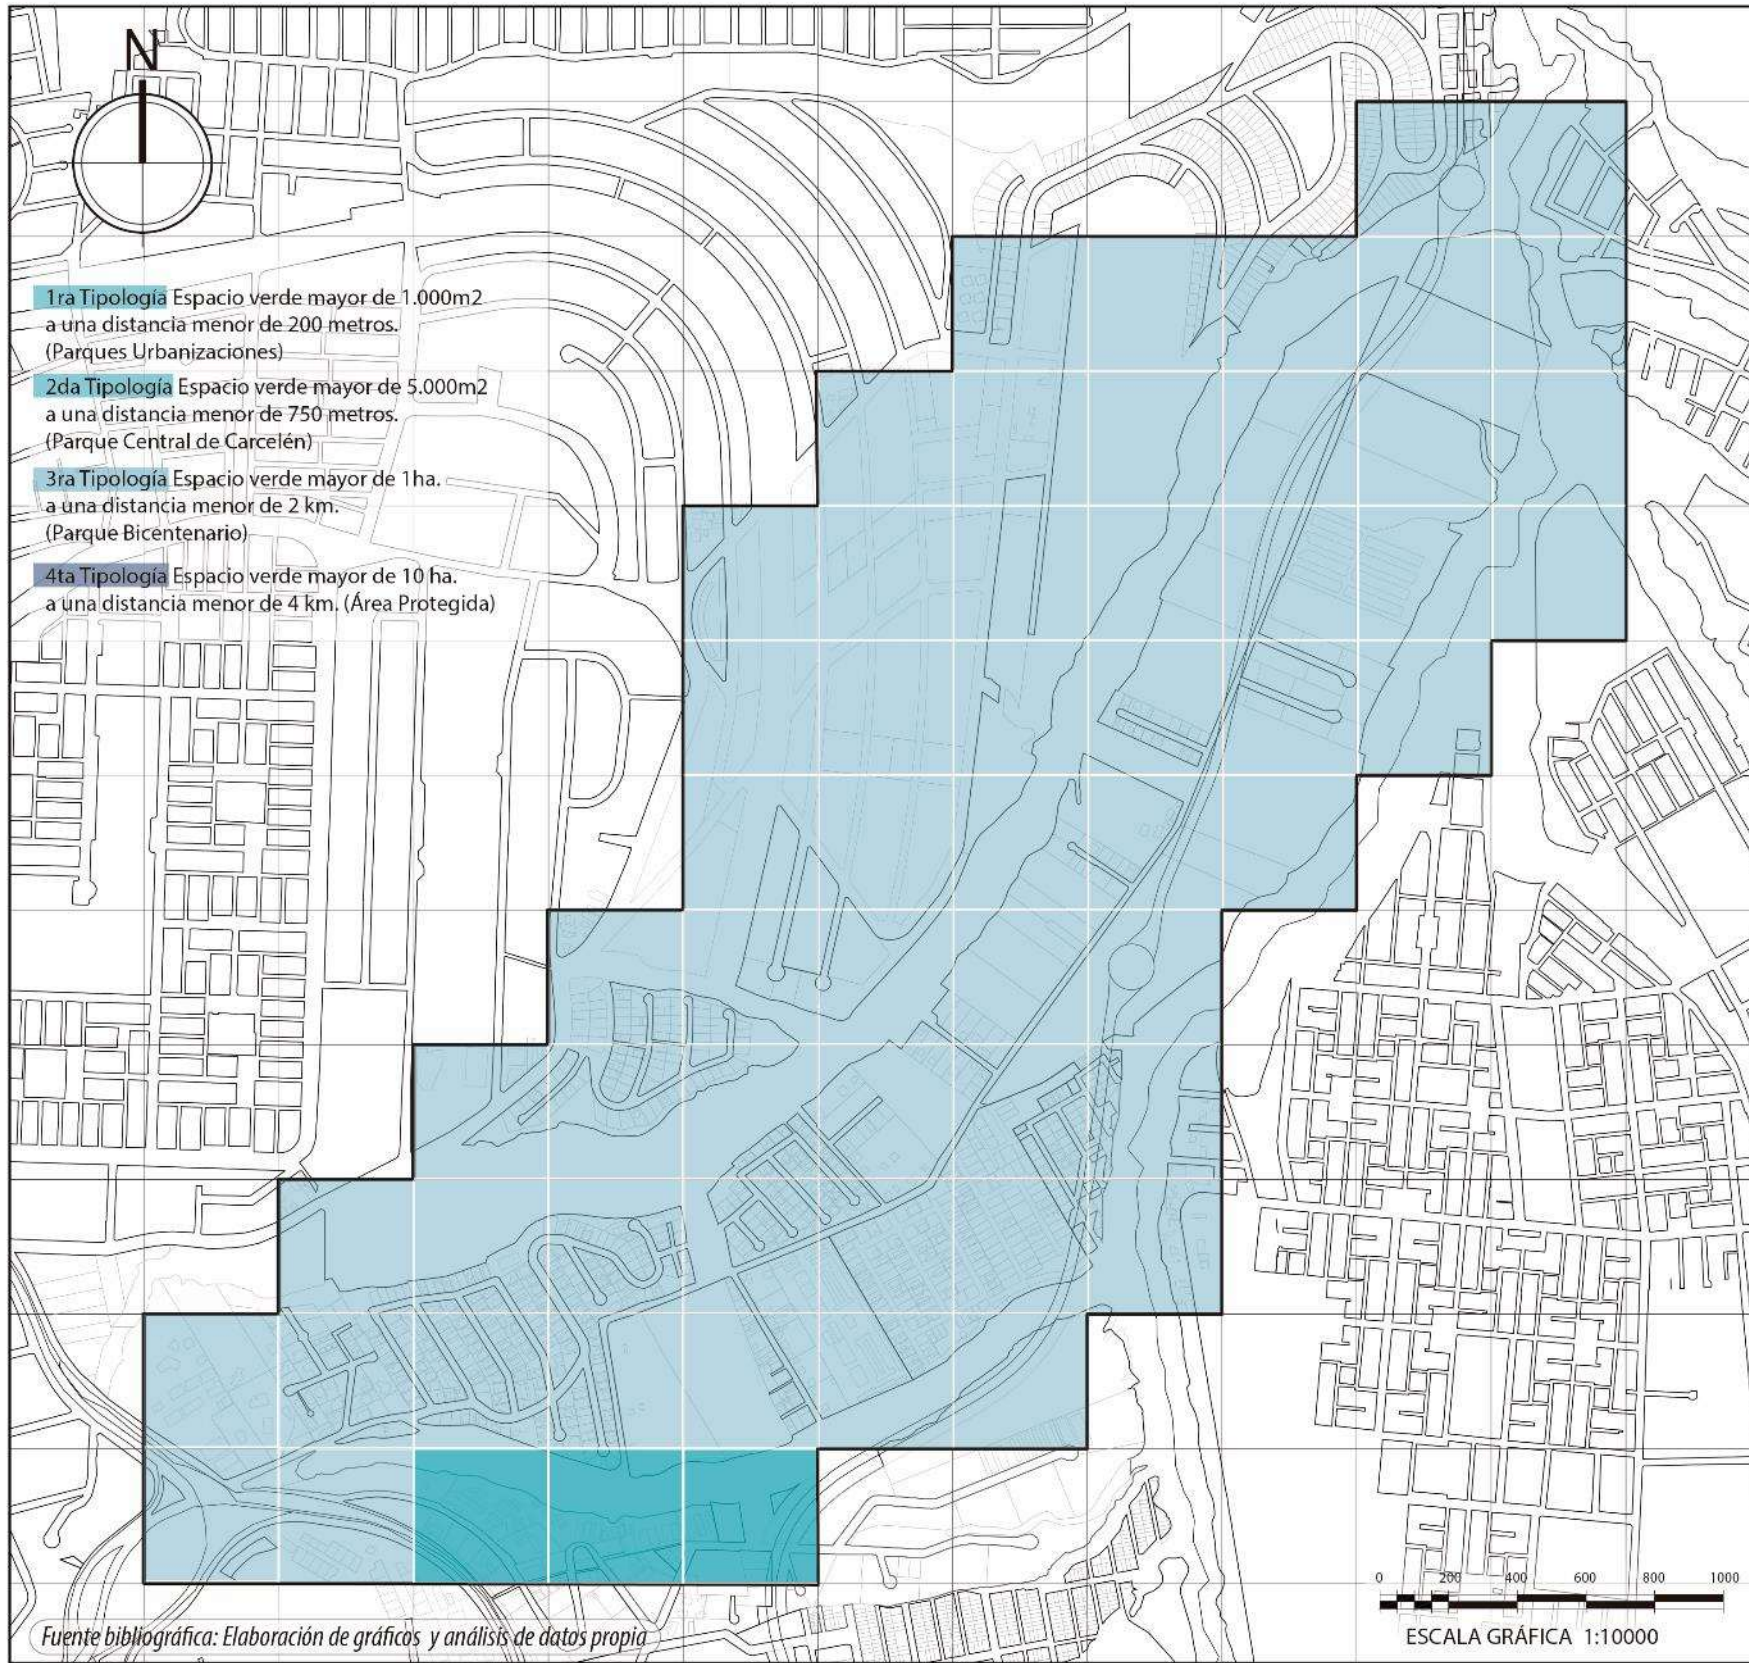 N
1ra Tipología Espacio verde mayor de 1.000m2
a una distancia menor de 200 metros.
(Parques Urbanizaciones)
2da Tipología Espacio verde mayor de 5.000m2
a una distancia menor de 750 metros.
(Parque Central de Carcelén)
3ra Tipología Espacio verde mayor de 1ha.
a una distancia menor de 2 km.
(Parque Bicentenario)
4ta Tipología Espacio verde mayor de 10 ha.
a una distancia menor de 4 km. (Área Protegida)
0 200 400 600 800 1000
ESCALA GRÁFICA 1:10000
Fuente bibliográfica: Elaboración de gráficos y análisis de datos propia